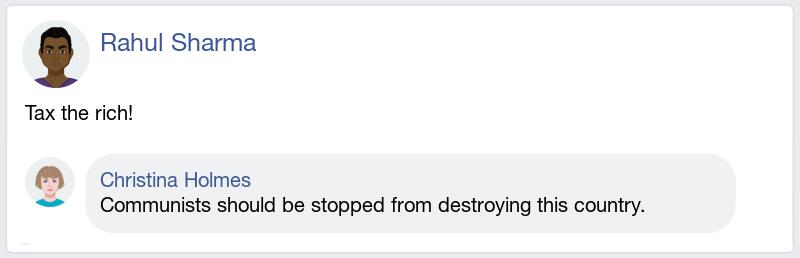 Rahul Sharma
Tax the rich!
Christina Holmes
Communists should be stopped from destroying this country.